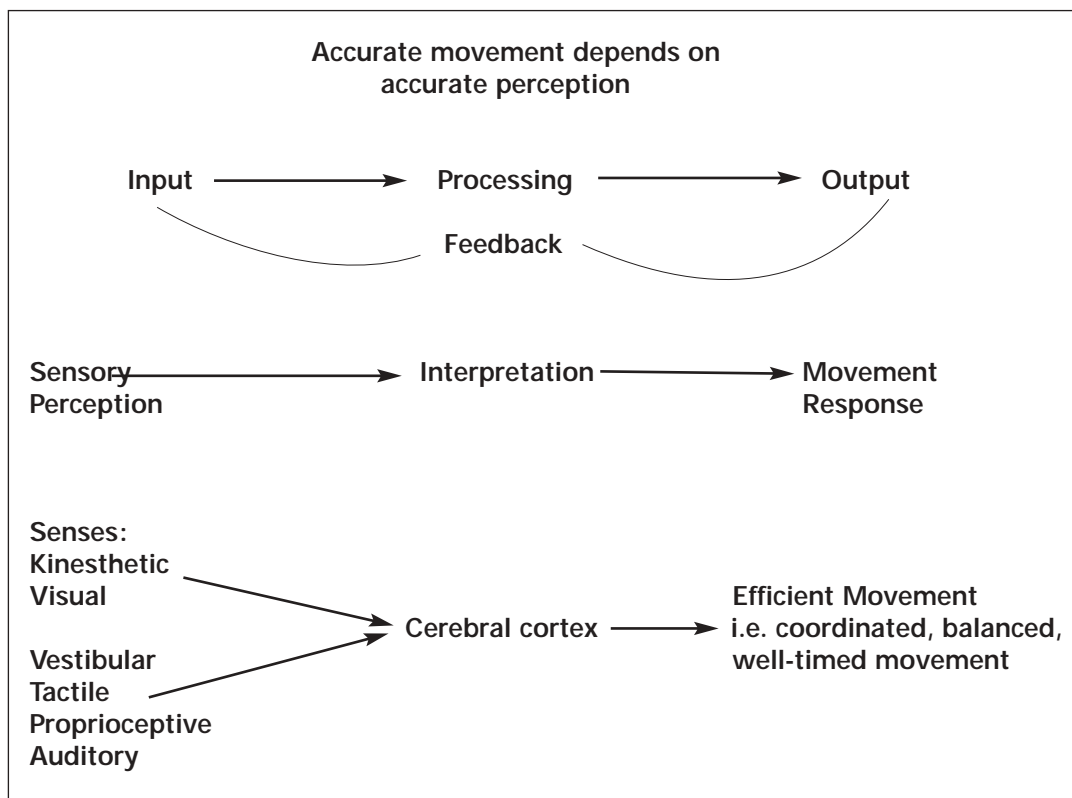 Accurate movement depends on
accurate perception
Input
Processing
Output
Feedback
Sensory
Perception
Interpretation
Movement
Response
Senses:
Kinesthetic
Visual
Vestibular
Tactile
Proprioceptive
Auditory
Cerebral cortex
Efficient Movement
i.e. coordinated, balanced,
well-timed movement